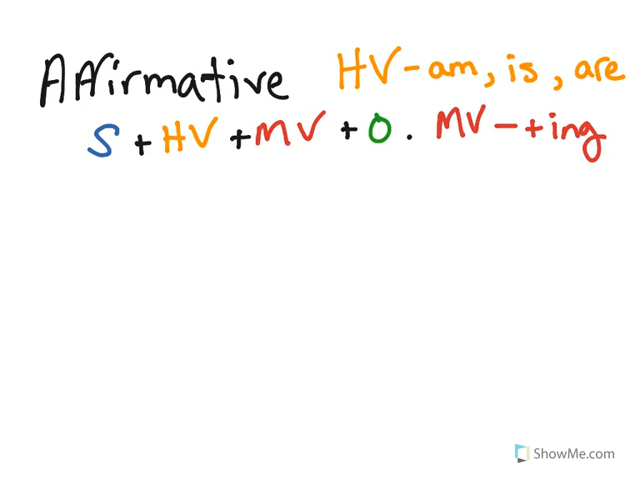 Affirmative HV - am, is, are
S + HV + MV + O. MV - + ing
ShowMe.com